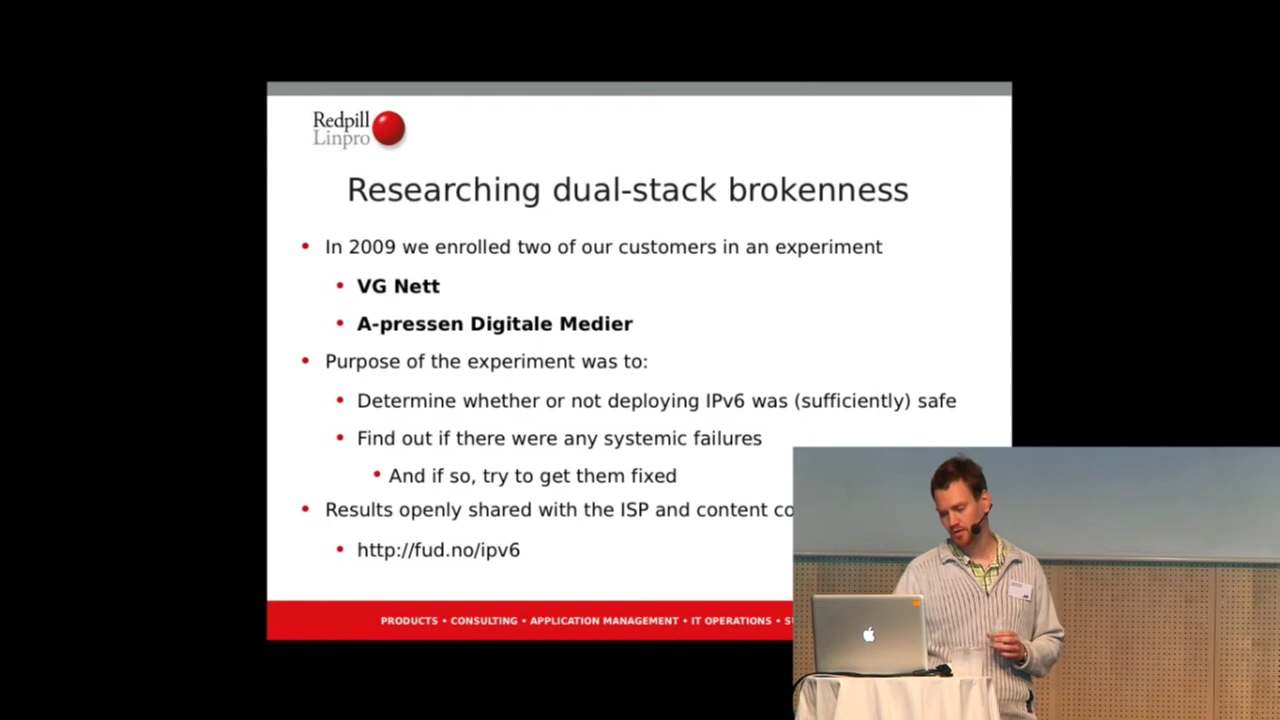 Redpill
Linpro
Researching dual-stack brokenness
• In 2009 we enrolled two of our customers in an experiment
• VG Nett
• A-pressen Digitale Medier
• Purpose of the experiment was to:
• Determine whether or not deploying IPv6 was (sufficiently) safe
• Find out if there were any systemic failures
• And if so, try to get them fixed
• Results openly shared with the ISP and content co
• http://fud.no/ipv6
PRODUCTS • CONSULTING • APPLICATION MANAGEMENT • IT OPERATIONS •